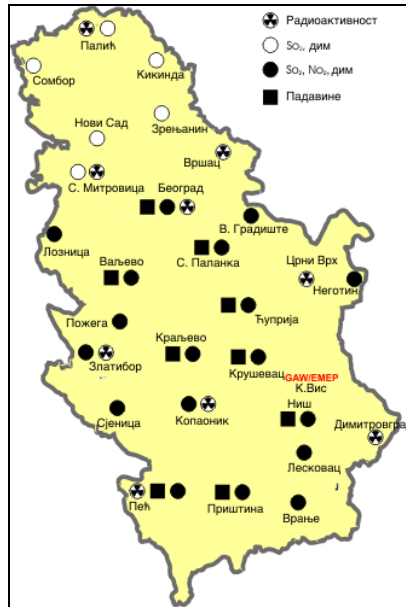 Радиоактивност
SO₂, дим
SO₂, NO₂, дим
Падавине
Палић
Сомбор
Кикинда
Нови Сад
Зрењанин
Вршац
С. Митровица
Београд
В. Градиште
Лозница
С. Паланка
Ваљево
Црни Врх
Неготин
Ћуприја
Пожега
Краљево
Златибор
Крушевац
GAW/EMEP
К.Вис
Ниш
Копаоник
Сјеница
Димитровгра
Лесковац
Пећ
Приштина
Врање